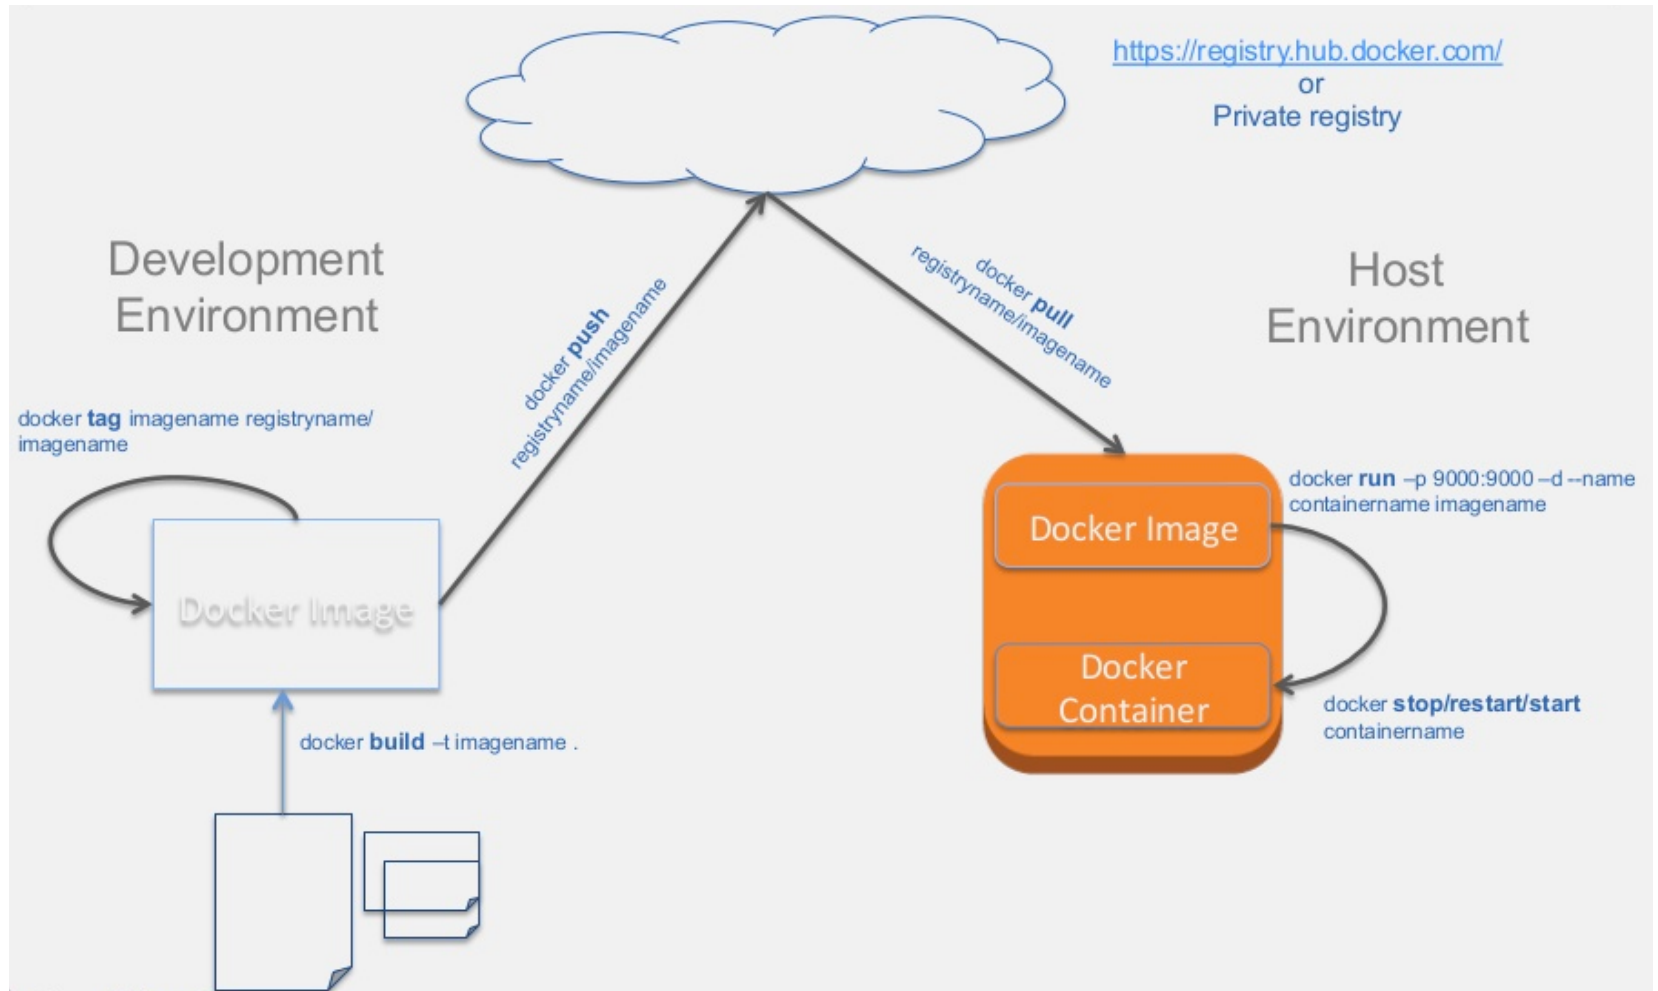 https://registry.hub.docker.com/
or
Private registry
Development
Environment
Host
Environment
docker push
registryname/imagename
docker pull
registryname/imagename
docker tag imagename registryname/
imagename
Docker Image
docker build –t imagename .
docker run –p 9000:9000 –d --name
containername imagename
Docker Image
Docker
Container
docker stop/restart/start
containername